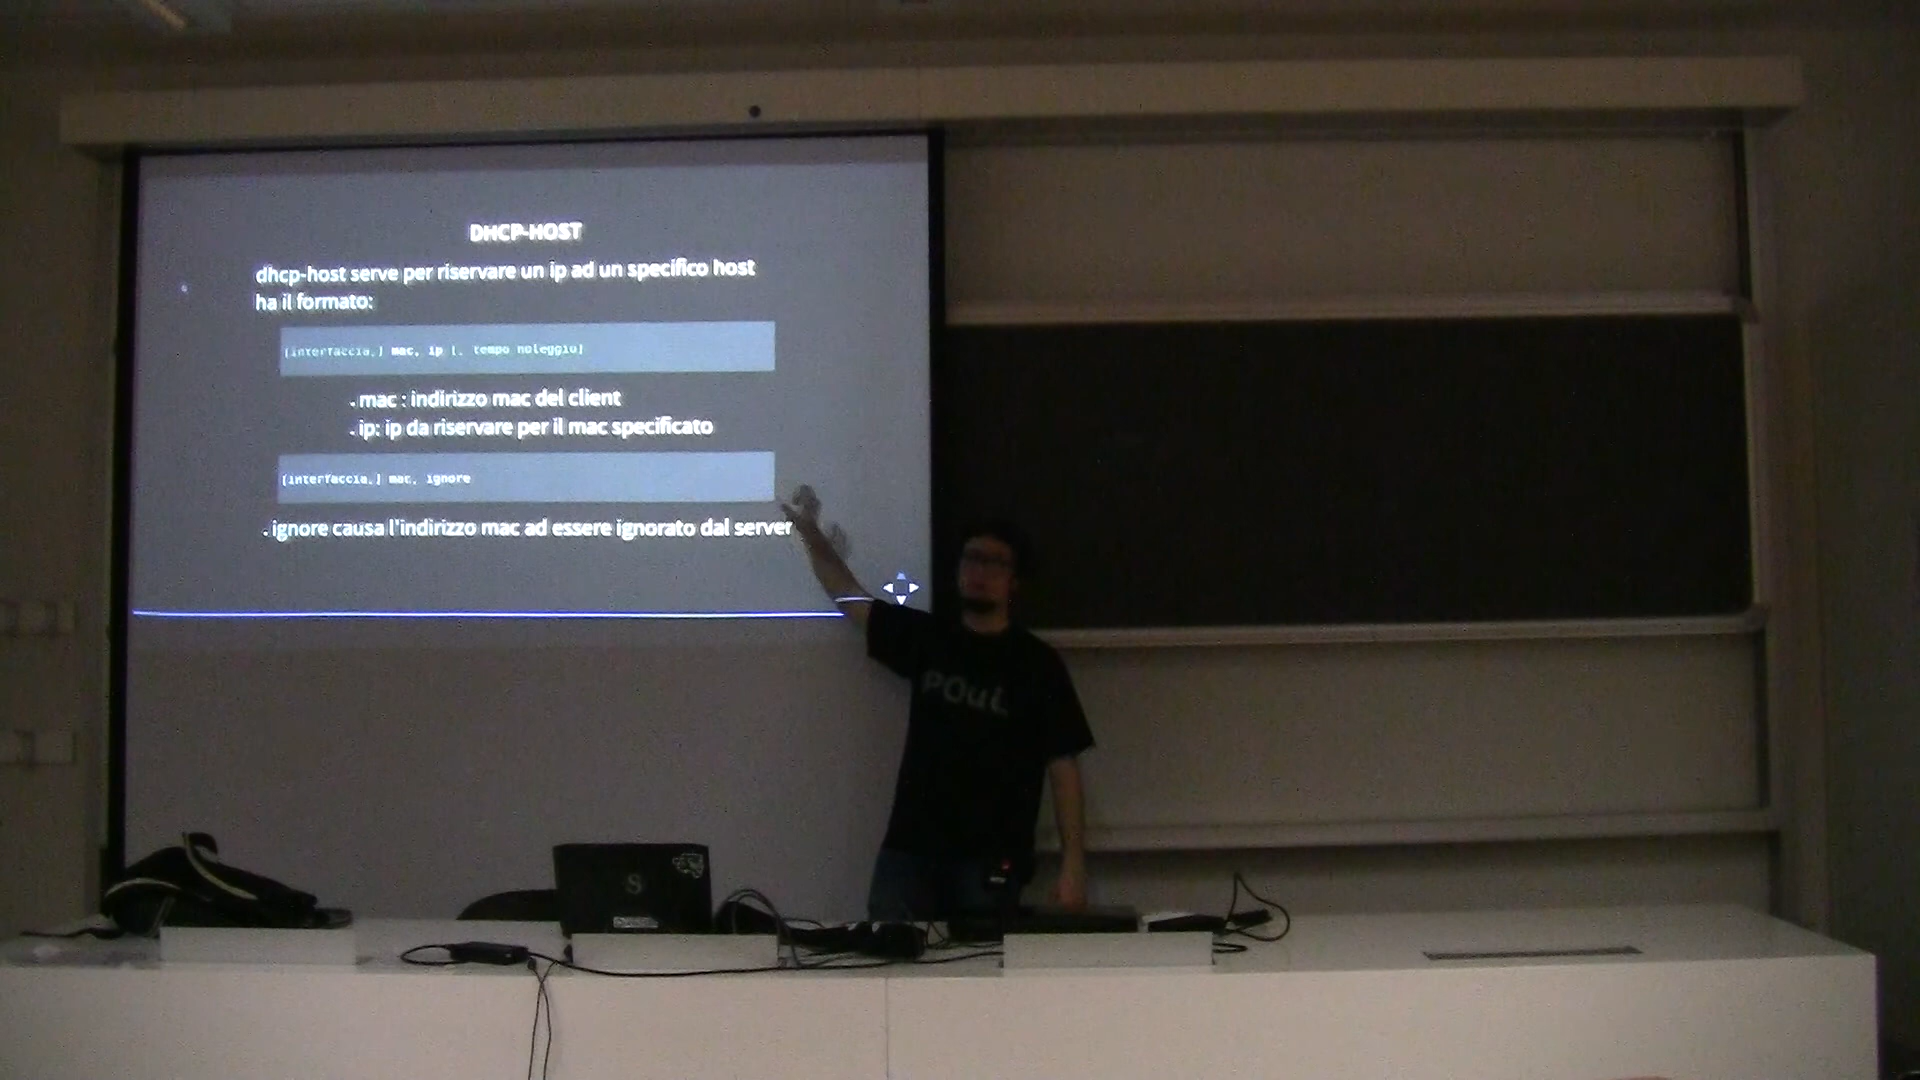 DHCP-HOST
dhcp-host serve per riservare un ip ad un specifico host
ha il formato:
[interfaccia,] mac, ip [, tempo noleggio]
. mac : indirizzo mac del client
. ip: ip da riservare per il mac specificato
[interfaccia,] mac, ignore
. ignore causa l'indirizzo mac ad essere ignorato dal server
POui
S